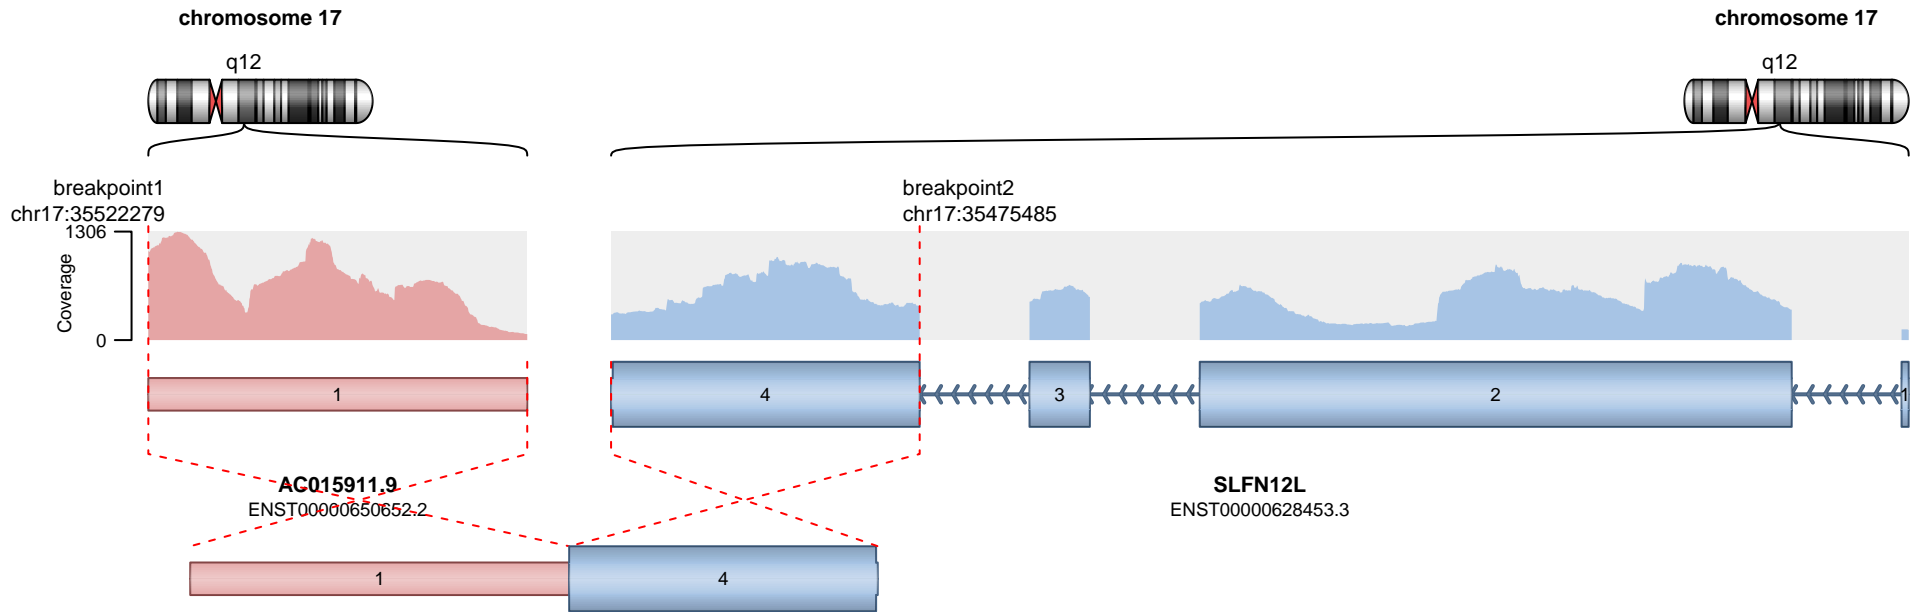 chromosome 17
chromosome 17
q12
q12
breakpoint1
chr17:35522279
breakpoint2
chr17:35475485
1306
Coverage
0
1
4
3
2
1
AC015911.9
ENST00000650652.2
SLFN12L
ENST00000628453.3
1
4